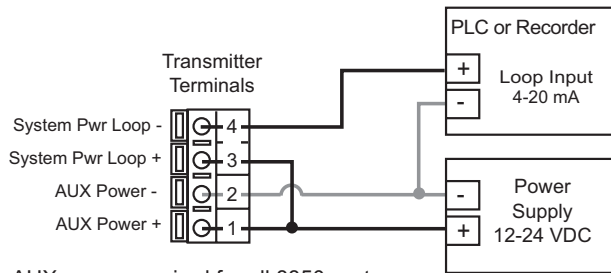 PLC or Recorder
+
Loop Input
4-20 mA
-
Transmitter
Terminals
System Pwr Loop -
4
System Pwr Loop +
3
AUX Power -
2
AUX Power +
1
-
Power
Supply
12-24 VDC
+